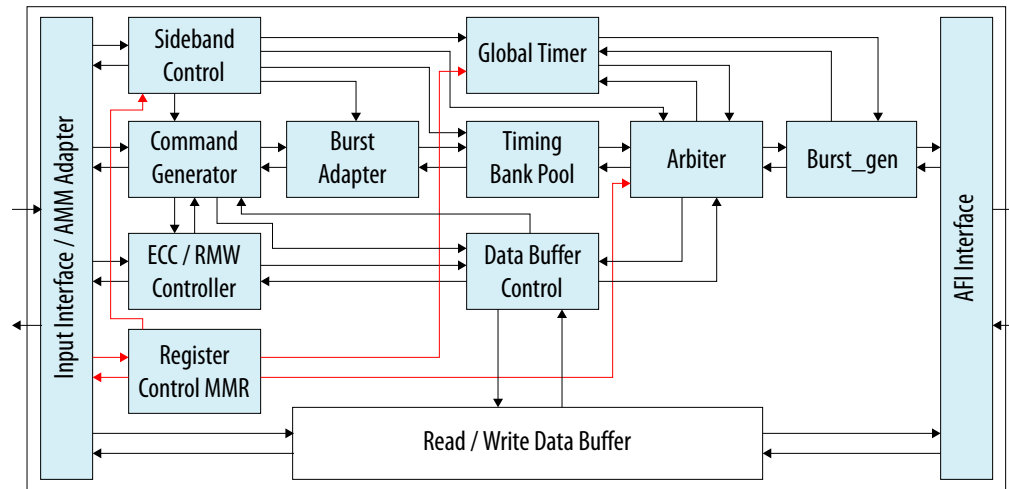 Input Interface / AMM Adapter
Sideband
Control
Global Timer
Command
Generator
Burst
Adapter
Timing
Bank Pool
Arbiter
Burst_gen
ECC / RMW
Controller
Data Buffer
Control
Register
Control MMR
Read / Write Data Buffer
AFI Interface